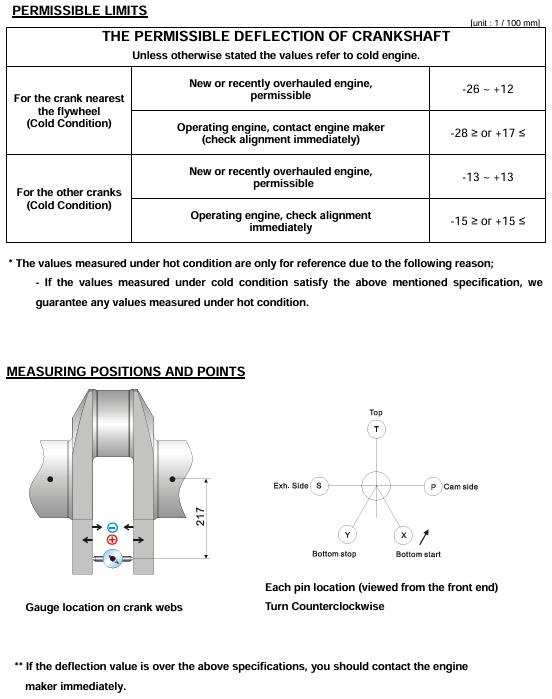 PERMISSIBLE LIMITS
[unit : 1 / 100 mm]
THE PERMISSIBLE DEFLECTION OF CRANKSHAFT
Unless otherwise stated the values refer to cold engine.
For the crank nearest
the flywheel
(Cold Condition)
New or recently overhauled engine,
permissible
-26 ~ +12
Operating engine, contact engine maker
(check alignment immediately)
-28 ≥ or +17 ≤
For the other cranks
(Cold Condition)
New or recently overhauled engine,
permissible
-13 ~ +13
Operating engine, check alignment
immediately
-15 ≥ or +15 ≤
* The values measured under hot condition are only for reference due to the following reason;
- If the values measured under cold condition satisfy the above mentioned specification, we
guarantee any values measured under hot condition.
MEASURING POSITIONS AND POINTS
217
Top
T
Exh. Side S
P Cam side
Y
X
Bottom stop
Bottom start
Each pin location (viewed from the front end)
Turn Counterclockwise
Gauge location on crank webs
** If the deflection value is over the above specifications, you should contact the engine
maker immediately.